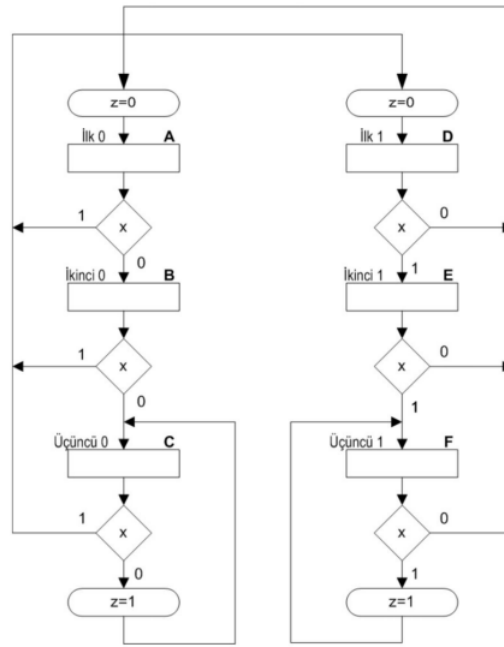 z=0
z=0
İlk 0 A
İlk 1 D
x
1
0
x
0
1
İkinci 0 B
İkinci 1 E
x
1
0
x
0
1
Üçüncü 0 C
Üçüncü 1 F
x
1
0
x
0
1
z=1
z=1